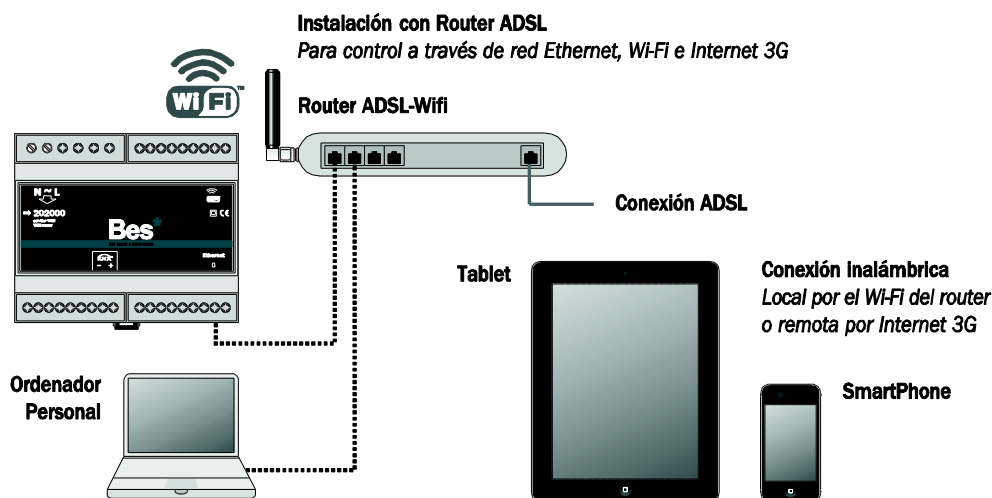 Instalación con Router ADSL
Para control a través de red Ethernet, Wi-Fi e Internet 3G
WiFi™
Router ADSL-Wifi
N ~ L
202000
Bes*
CE
KNX
- +
Ethernet
Conexión ADSL
Tablet
Conexión inalámbrica
Local por el Wi-Fi del router
o remota por Internet 3G
Ordenador
Personal
SmartPhone